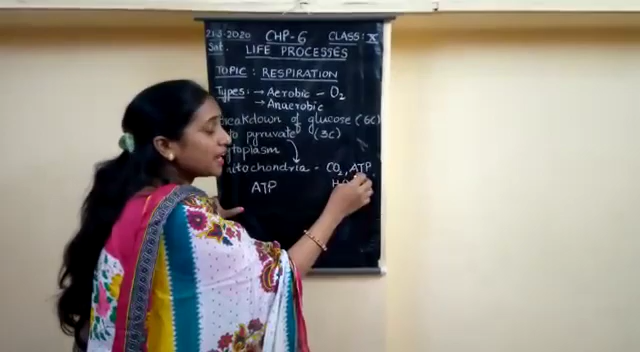 21-3-2020 CHP-6 CLASS: X
Sat. LIFE PROCESSES
TOPIC : RESPIRATION
Types: → Aerobic - O2
→ Anaerobic
Breakdown of glucose (6C)
to pyruvate (3C)
cytoplasm
mitochondria - CO2, ATP
ATP